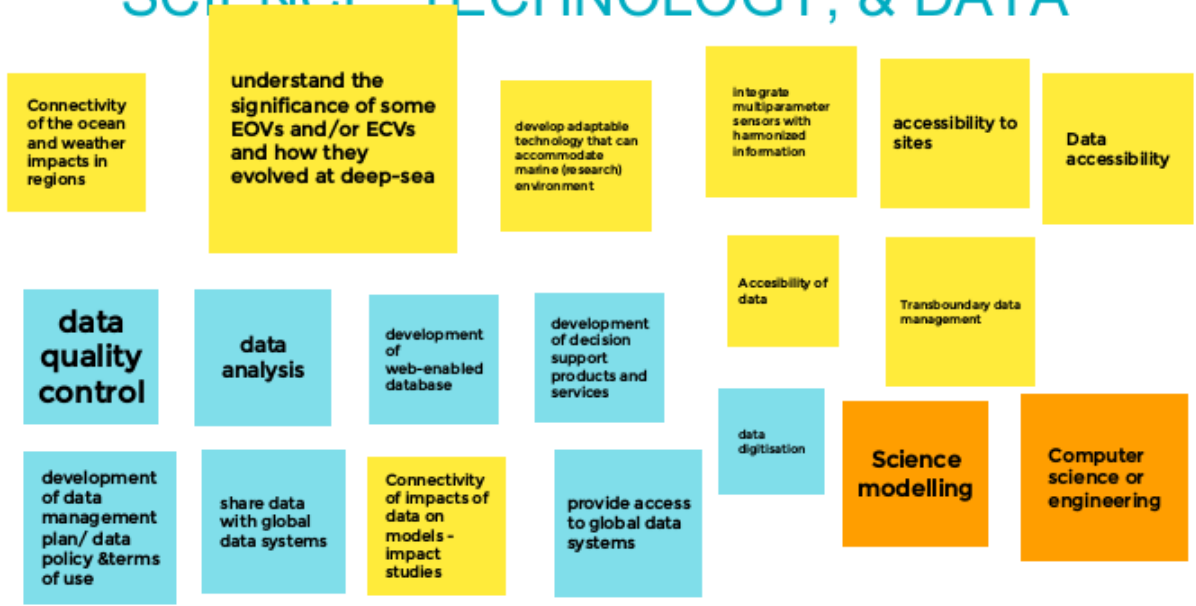 SCIENCE, TECHNOLOGY, & DATA
Connectivity
of the ocean
and weather
impacts in
regions
understand the
significance of some
EOVs and/or ECVs
and how they
evolved at deep-sea
develop adaptable
technology that can
accommodate
marine (research)
environment
integrate
multiparameter
sensors with
harmonized
information
accessibility to
sites
Data
accessibility
Accesibility of
data
Transboundary data
management
data
quality
control
data
analysis
development
of
web-enabled
database
development
of decision
support
products and
services
data
digitisation
Science
modelling
Computer
science or
engineering
development
of data
management
plan/ data
policy &terms
of use
share data
with global
data systems
Connectivity
of impacts of
data on
models -
impact
studies
provide access
to global data
systems